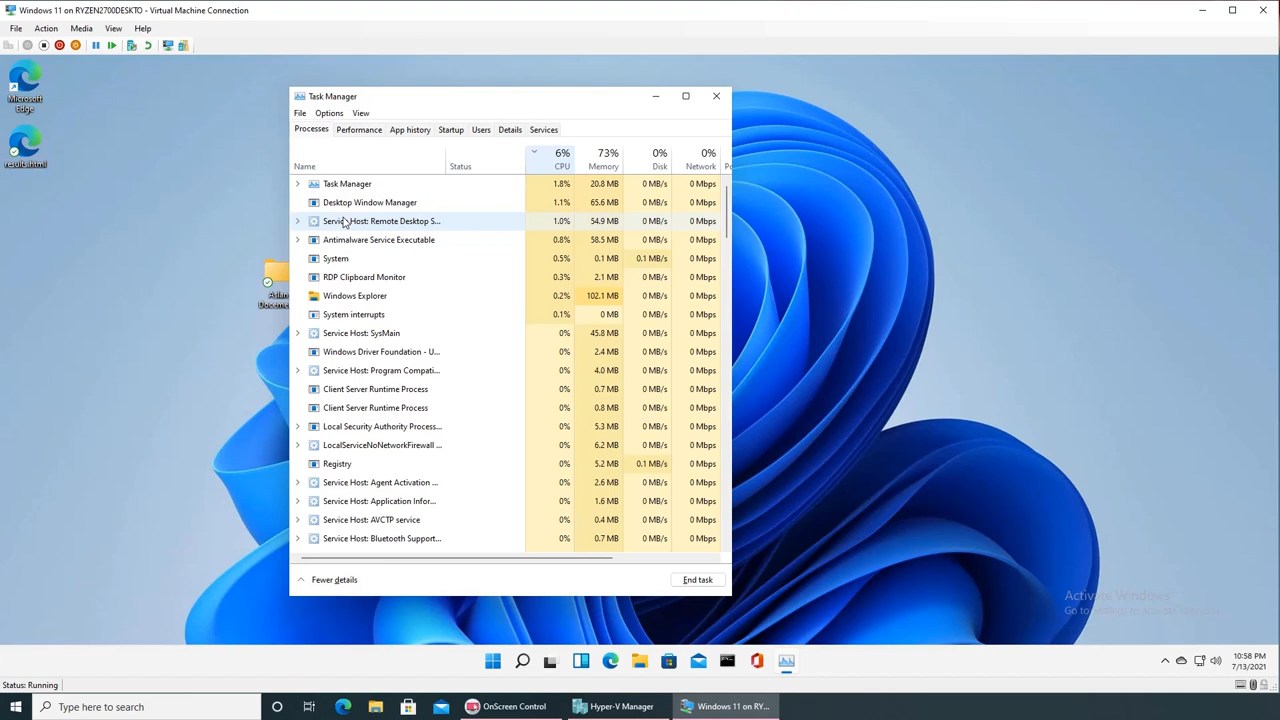 Windows 11 on RYZEN2700DESKTO - Virtual Machine Connection
File Action Media View Help
Microsoft Edge
results.html
Task Manager
File Options View
Processes Performance App history Startup Users Details Services
6% 73% 0% 0%
Name Status CPU Memory Disk Network
Task Manager 1.8% 20.8 MB 0 MB/s 0 Mbps
Desktop Window Manager 1.1% 65.6 MB 0 MB/s 0 Mbps
Service Host: Remote Desktop S... 1.0% 54.9 MB 0 MB/s 0 Mbps
Antimalware Service Executable 0.8% 58.5 MB 0 MB/s 0 Mbps
System 0.5% 0.1 MB 0.1 MB/s 0 Mbps
RDP Clipboard Monitor 0.3% 2.1 MB 0 MB/s 0 Mbps
Windows Explorer 0.2% 102.1 MB 0 MB/s 0 Mbps
System interrupts 0.1% 0 MB 0 MB/s 0 Mbps
Service Host: SysMain 0% 45.8 MB 0 MB/s 0 Mbps
Windows Driver Foundation - U... 0% 2.4 MB 0 MB/s 0 Mbps
Service Host: Program Compati... 0% 4.0 MB 0 MB/s 0 Mbps
Client Server Runtime Process 0% 0.7 MB 0 MB/s 0 Mbps
Client Server Runtime Process 0% 0.8 MB 0 MB/s 0 Mbps
Local Security Authority Process... 0% 5.3 MB 0 MB/s 0 Mbps
LocalServiceNoNetworkFirewall ... 0% 6.2 MB 0 MB/s 0 Mbps
Registry 0% 5.2 MB 0.1 MB/s 0 Mbps
Service Host: Agent Activation ... 0% 2.6 MB 0 MB/s 0 Mbps
Service Host: Application Infor... 0% 1.6 MB 0 MB/s 0 Mbps
Service Host: AVCTP service 0% 0.4 MB 0 MB/s 0 Mbps
Service Host: Bluetooth Support... 0% 0.7 MB 0 MB/s 0 Mbps
Fewer details End task
Activate Windows
Go to Settings to activate Windows.
10:58 PM
7/13/2021
Status: Running
Type here to search OnScreen Control Hyper-V Manager Windows 11 on RY...